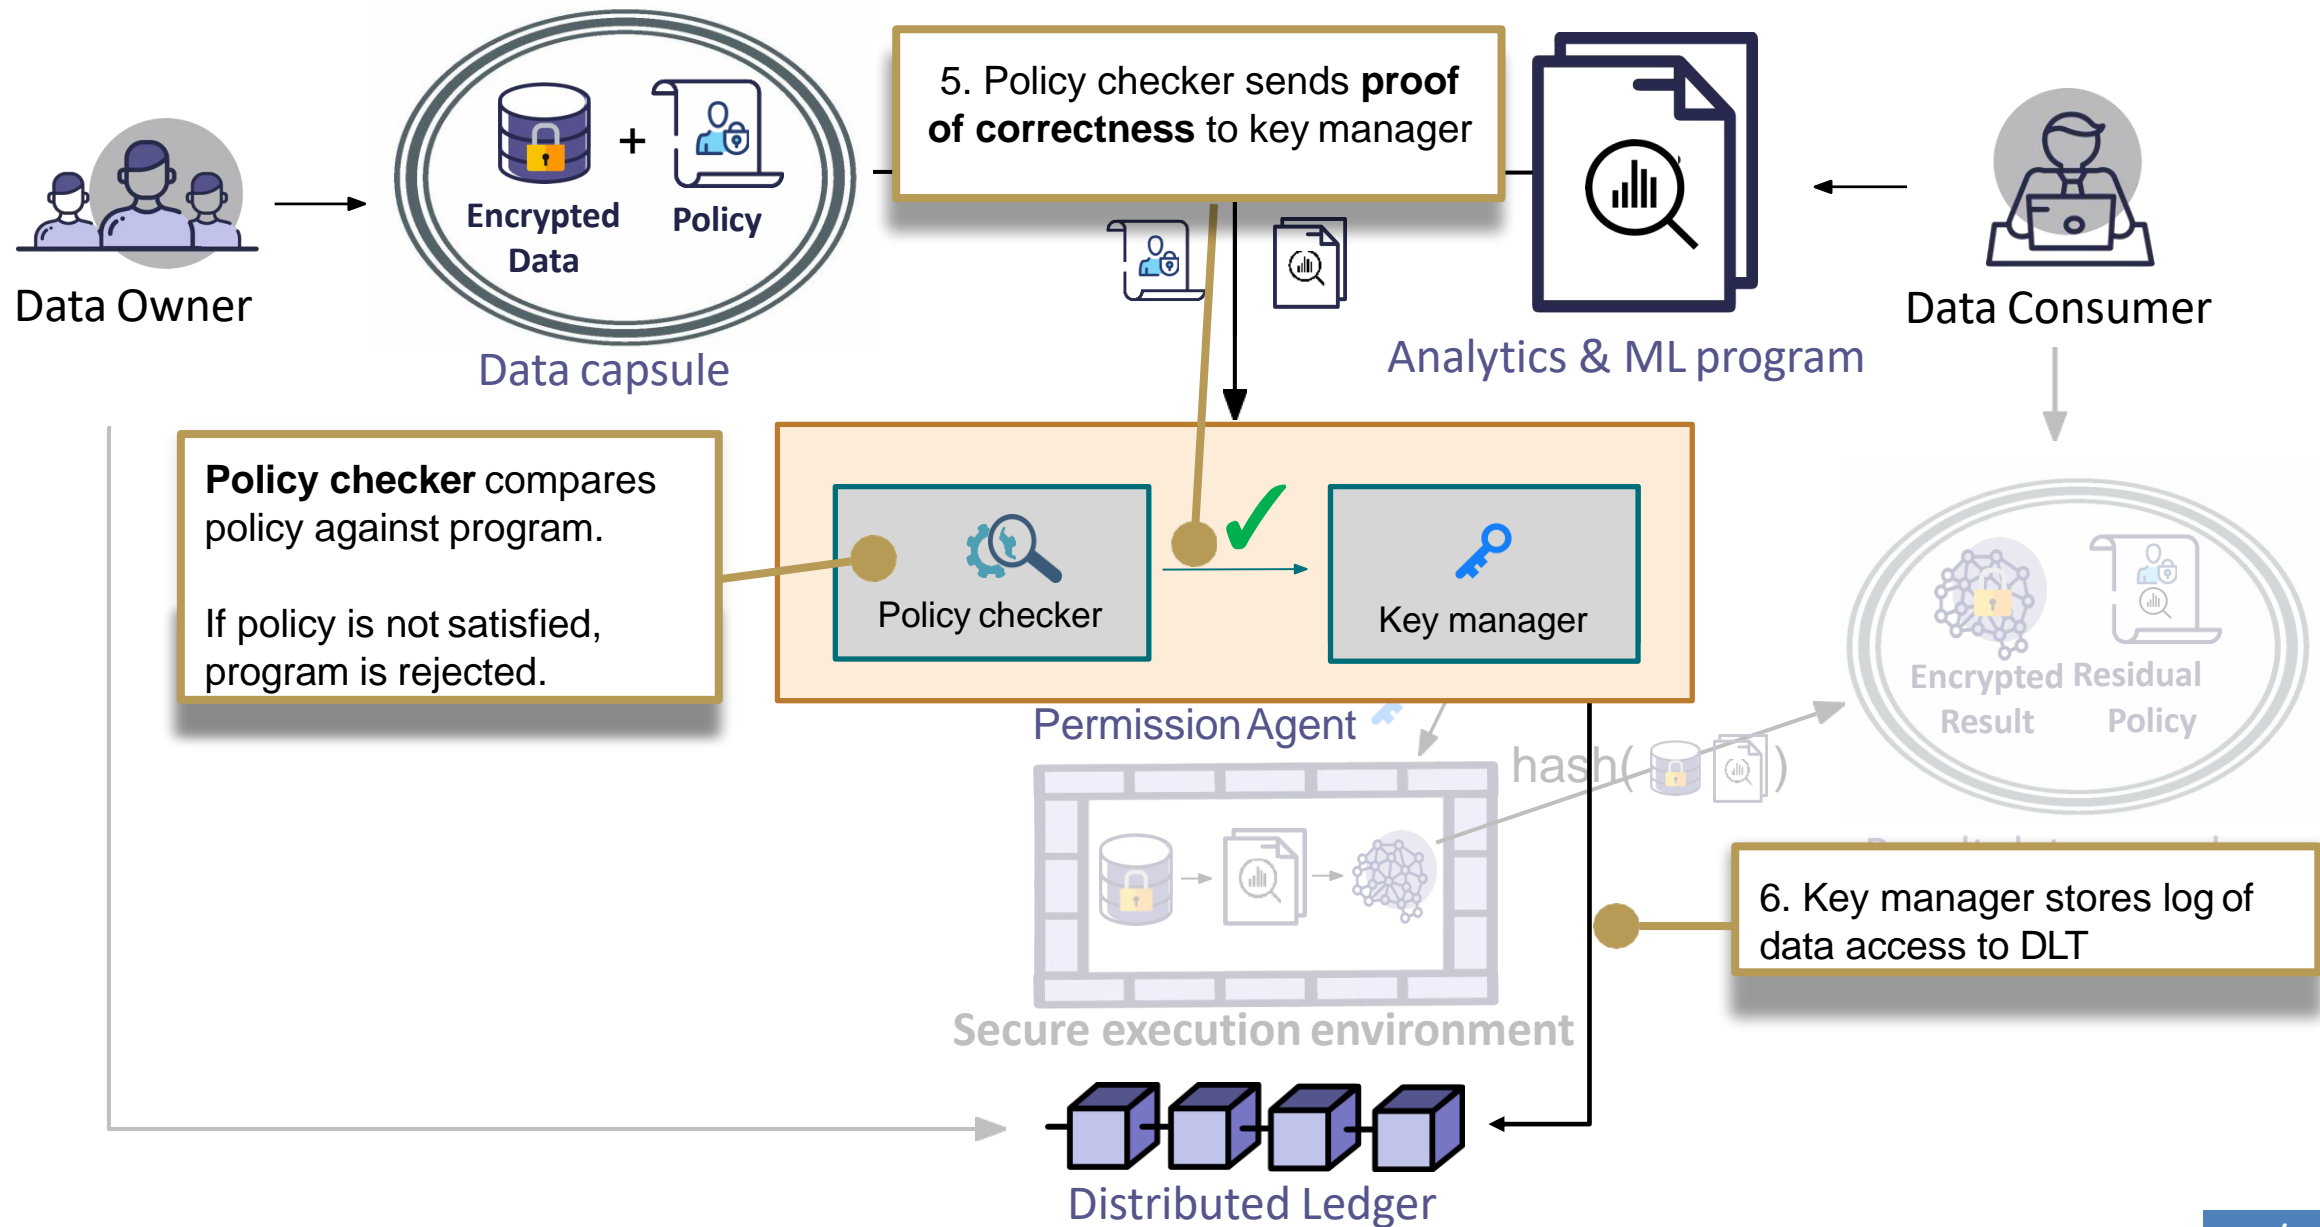 5. Policy checker sends proof
of correctness to key manager
+
Encrypted
Data
Policy
Data Owner
Data capsule
Analytics & ML program
Data Consumer
Policy checker compares
policy against program.
If policy is not satisfied,
program is rejected.
Policy checker
Key manager
Permission Agent
hash( )
Encrypted
Result
Residual
Policy
6. Key manager stores log of
data access to DLT
Secure execution environment
Distributed Ledger